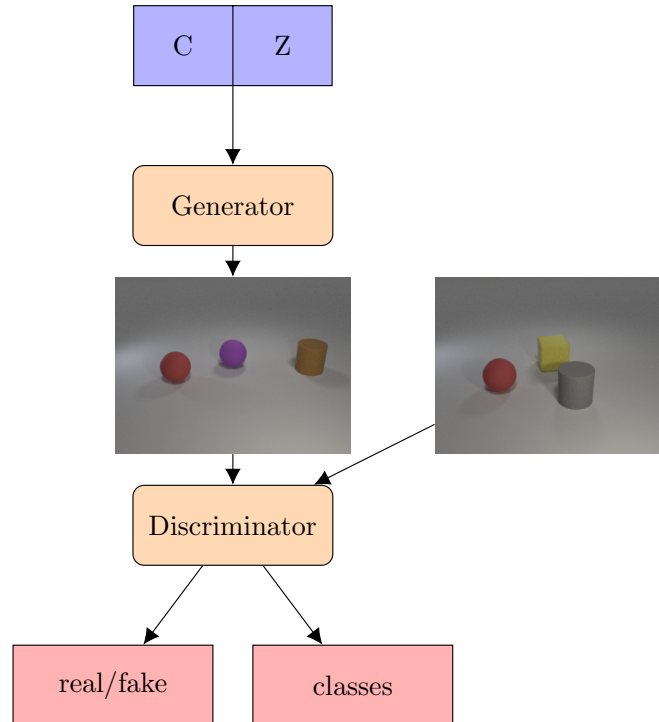 C
Z
Generator
Discriminator
real/fake
classes